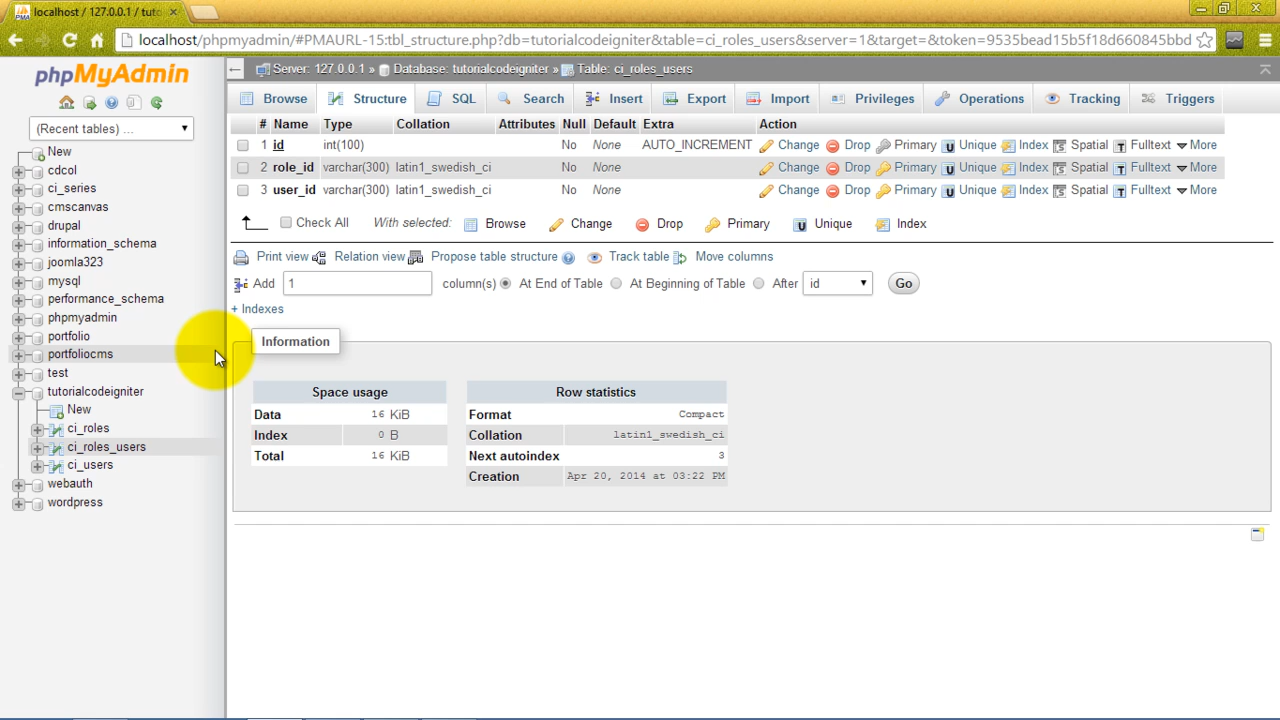 localhost / 127.0.0.1 / tuto
localhost/phpmyadmin/#PMAURL-15:tbl_structure.php?db=tutorialcodeigniter&table=ci_roles_users&server=1&target=&token=9535bead15b5f18d660845bbd
phpMyAdmin
(Recent tables) ...
New
cdcol
ci_series
cmscanvas
drupal
information_schema
joomla323
mysql
performance_schema
phpmyadmin
portfolio
portfoliocms
test
tutorialcodeigniter
New
ci_roles
ci_roles_users
ci_users
webauth
wordpress
Server: 127.0.0.1 » Database: tutorialcodeigniter » Table: ci_roles_users
Browse Structure SQL Search Insert Export Import Privileges Operations Tracking Triggers
# Name Type Collation Attributes Null Default Extra Action
1 id int(100) No None AUTO_INCREMENT Change Drop Primary Unique Index Spatial Fulltext More
2 role_id varchar(300) latin1_swedish_ci No None Change Drop Primary Unique Index Spatial Fulltext More
3 user_id varchar(300) latin1_swedish_ci No None Change Drop Primary Unique Index Spatial Fulltext More
Check All With selected: Browse Change Drop Primary Unique Index
Print view Relation view Propose table structure Track table Move columns
Add 1 column(s) At End of Table At Beginning of Table After id Go
+ Indexes
Information
Space usage
Data 16 KiB
Index 0 B
Total 16 KiB
Row statistics
Format Compact
Collation latin1_swedish_ci
Next autoindex 3
Creation Apr 20, 2014 at 03:22 PM